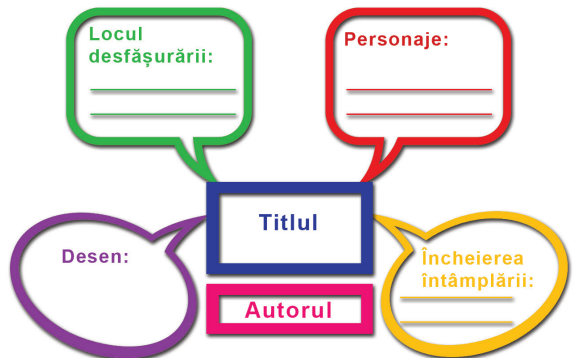 Locul
desfășurării:
Personaje:
Titlul
Desen:
Încheierea
întâmplării:
Autorul